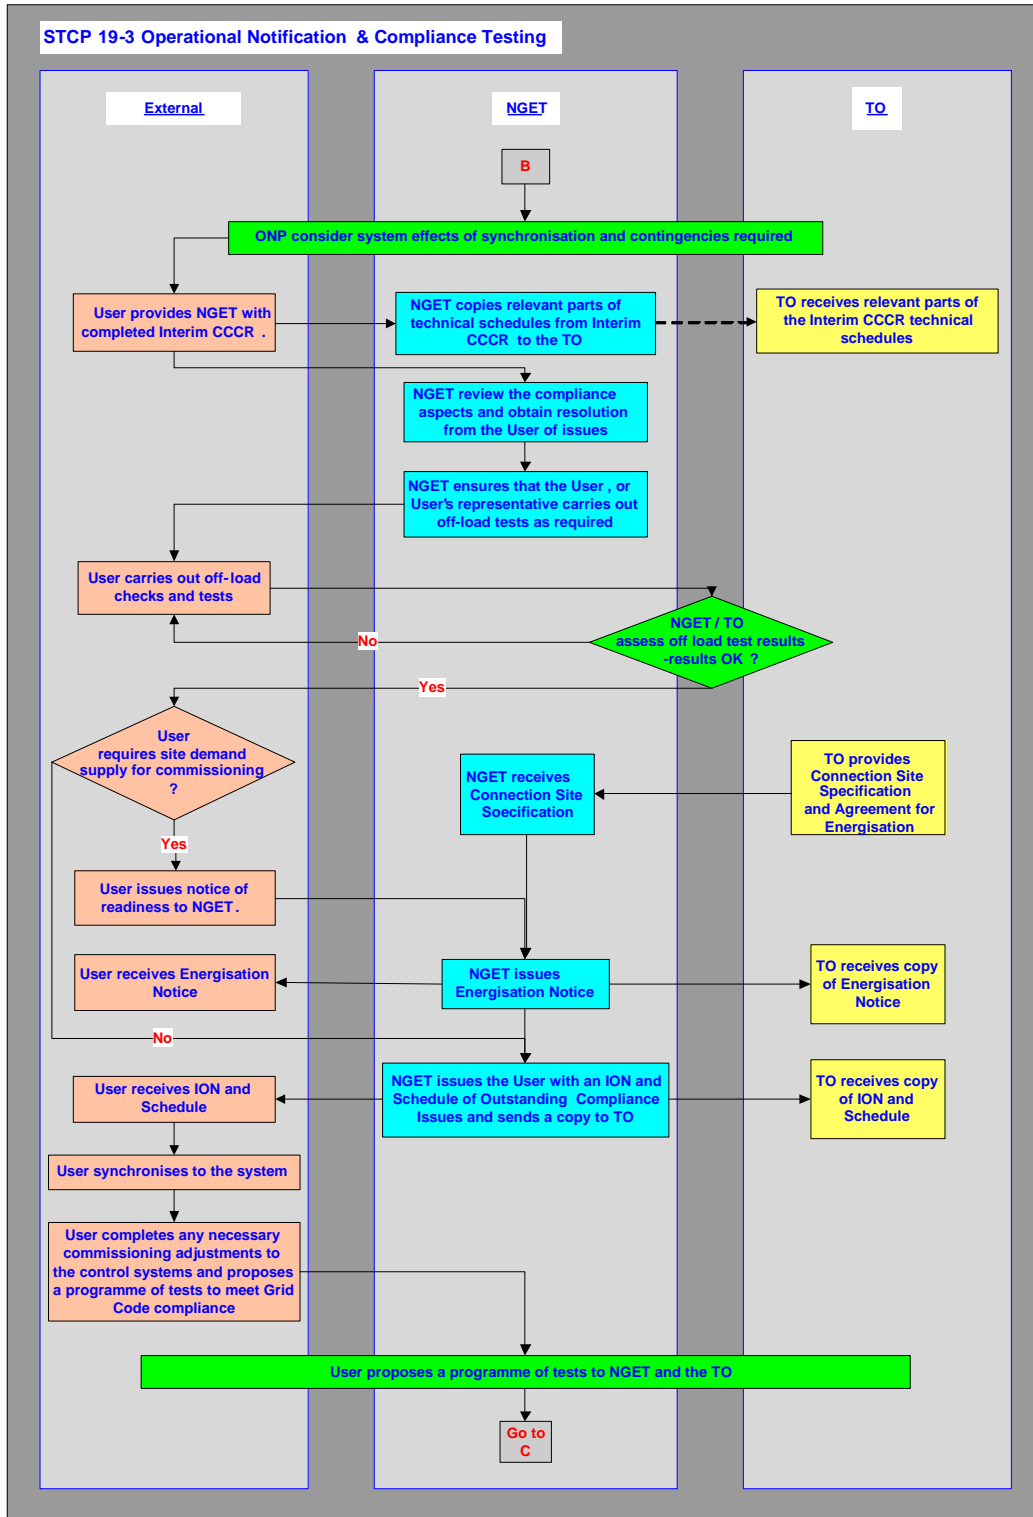 STCP 19-3 Operational Notification & Compliance Testing
External
NGET
TO
B
ONP consider system effects of synchronisation and contingencies required
User provides NGET with
completed Interim CCCR .
NGET copies relevant parts of
technical schedules from Interim
CCCR to the TO
TO receives relevant parts of
the Interim CCCR technical
schedules
NGET review the compliance
aspects and obtain resolution
from the User of issues
NGET ensures that the User , or
User's representative carries out
off-load tests as required
User carries out off-load
checks and tests
NGET / TO
assess off load test results
-results OK ?
No
Yes
User
requires site demand
supply for commissioning
?
NGET receives
Connection Site
Soecification
TO provides
Connection Site
Specification
and Agreement for
Energisation
Yes
User issues notice of
readiness to NGET .
User receives Energisation
Notice
NGET issues
Energisation Notice
TO receives copy
of Energisation
Notice
No
User receives ION and
Schedule
NGET issues the User with an ION and
Schedule of Outstanding Compliance
Issues and sends a copy to TO
TO receives copy
of ION and
Schedule
User synchronises to the system
User completes any necessary
commissioning adjustments to
the control systems and proposes
a programme of tests to meet Grid
Code compliance
User proposes a programme of tests to NGET and the TO
Go to
C